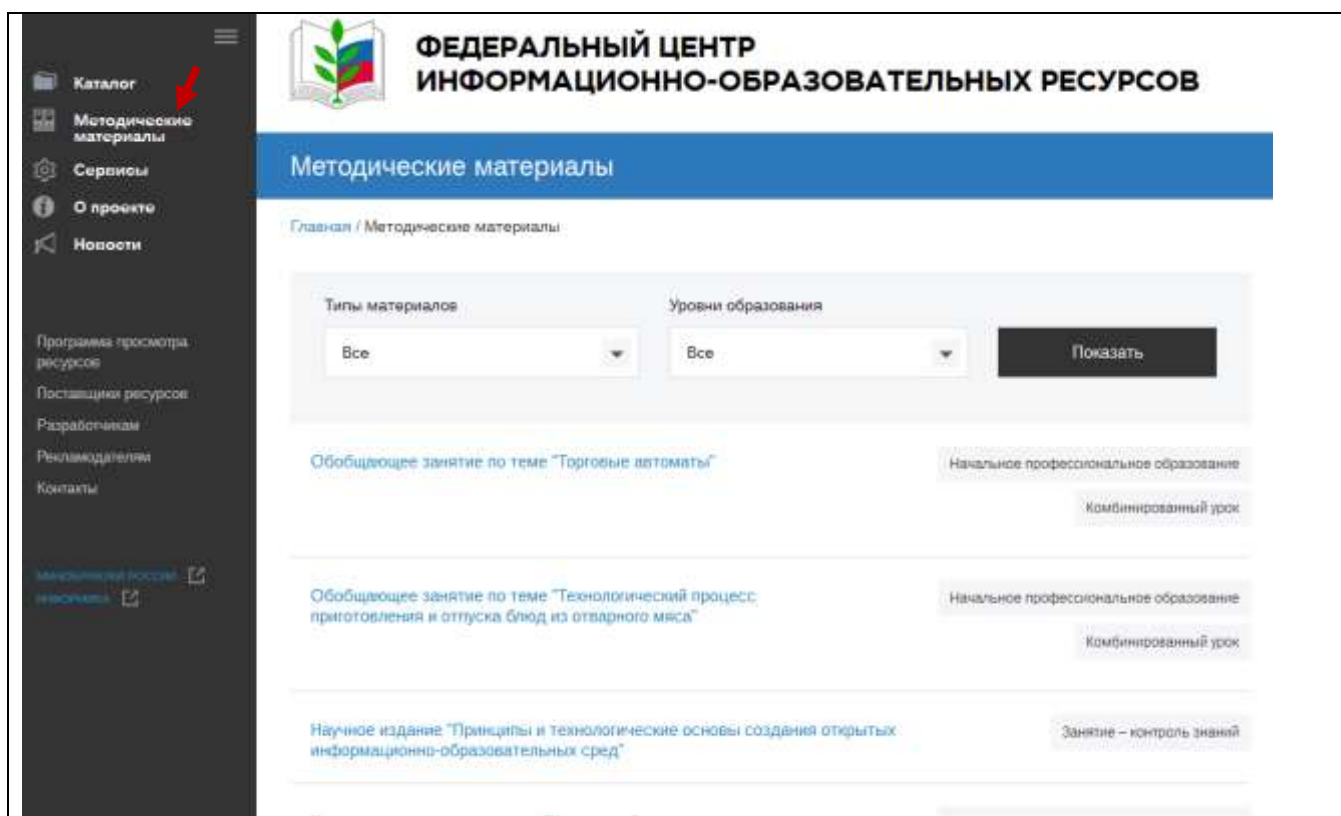 Каталог
Методические
материалы
Сервисы
О проекте
Новости
Программа просмотра
ресурсов
Поставщики ресурсов
Разработчикам
Рекламодателям
Контакты
МИНОБРНАУКИ РОССИИ
ИНФОРМИКА
ФЕДЕРАЛЬНЫЙ ЦЕНТР
ИНФОРМАЦИОННО-ОБРАЗОВАТЕЛЬНЫХ РЕСУРСОВ
Методические материалы
Главная / Методические материалы
Типы материалов
Уровни образования
Все
Все
Показать
Обобщающее занятие по теме "Торговые автоматы"
Начальное профессиональное образование
Комбинированный урок
Обобщающее занятие по теме "Технологический процесс
приготовления и отпуска блюд из отварного мяса"
Начальное профессиональное образование
Комбинированный урок
Научное издание "Принципы и технологические основы создания открытых
информационно-образовательных сред"
Занятие – контроль знаний